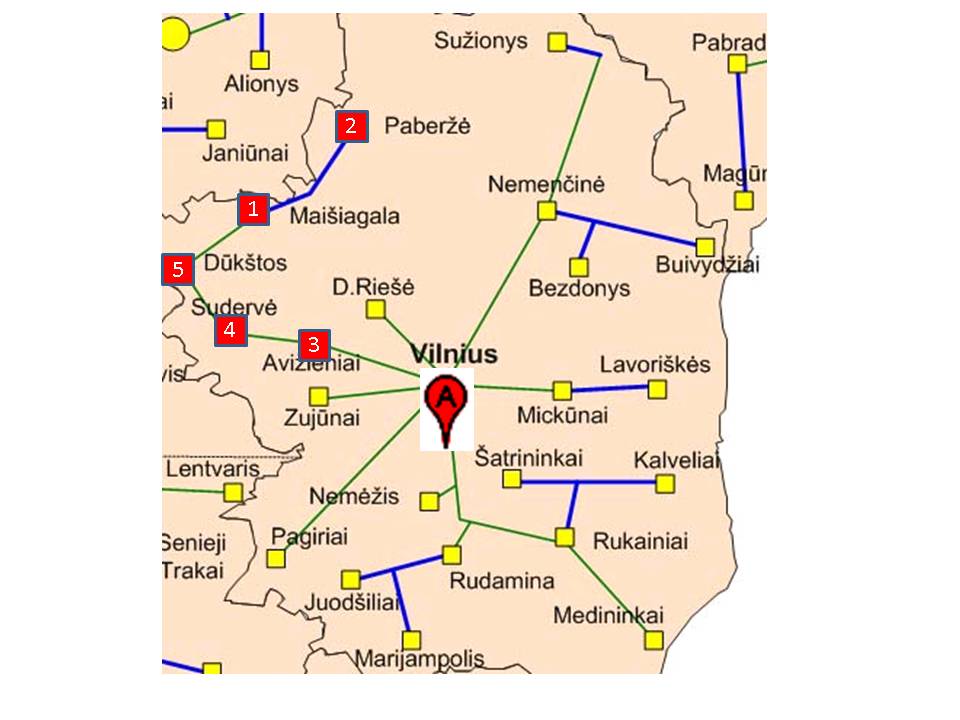 Sužionys
Pabrad
Alionys
ai
2
Paberžė
Janiūnai
Magūr
Nemenčinė
1
Maišiagala
5
Dūkštos
Buivydžiai
D.Riešė
Bezdonys
Sudervė
4
3
Avižieniai
Vilnius
Lavoriškės
vis
A
Zujūnai
Mickūnai
Šatrininkai
Kalveliai
Lentvaris
Nemėžis
Pagiriai
Senieji
Trakai
Rukainiai
Rudamina
Juodšiliai
Medininkai
Marijampolis